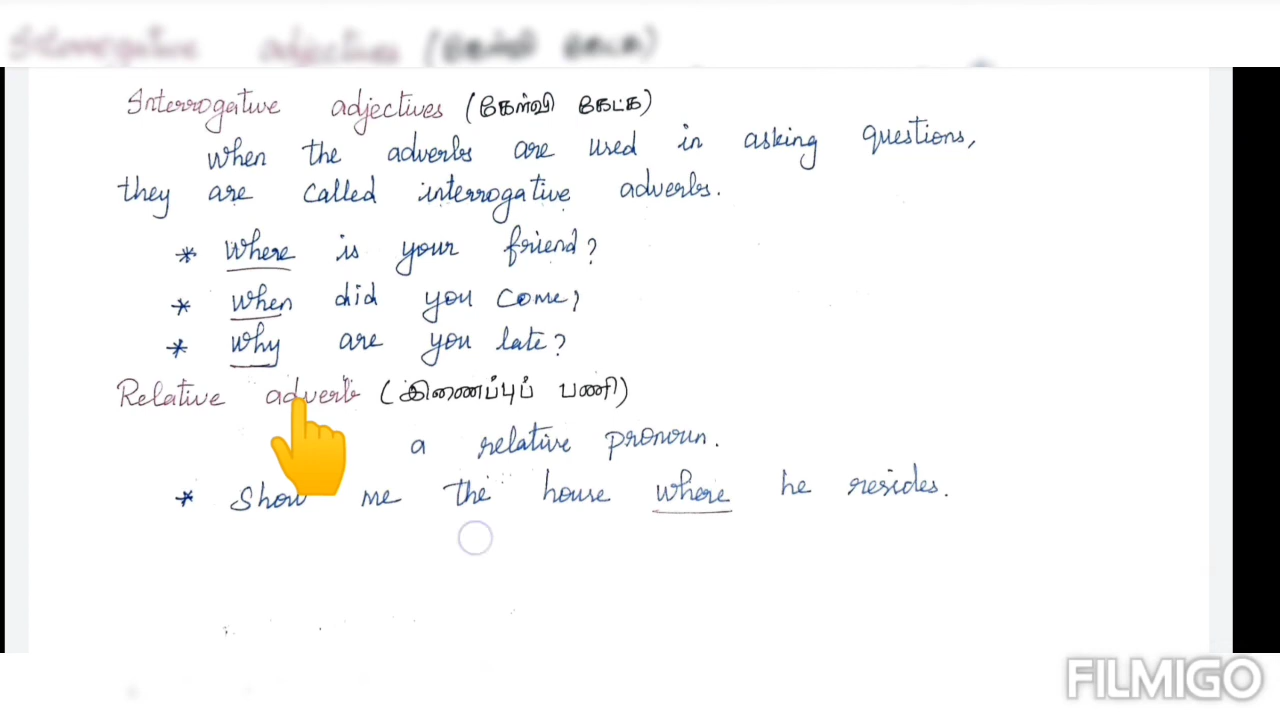 Interrogative adjectives (கேள்வி கேட்க)
Interrogative adjectives (கேள்வி கேட்க)
When the adverbs are used in asking questions,
they are called interrogative adverbs.
* Where is your friend?
* When did you come?
* Why are you late?
Relative adverb (இணைப்புப் பணி)
a relative pronoun.
* Show me the house where he resides.
FILMIGO